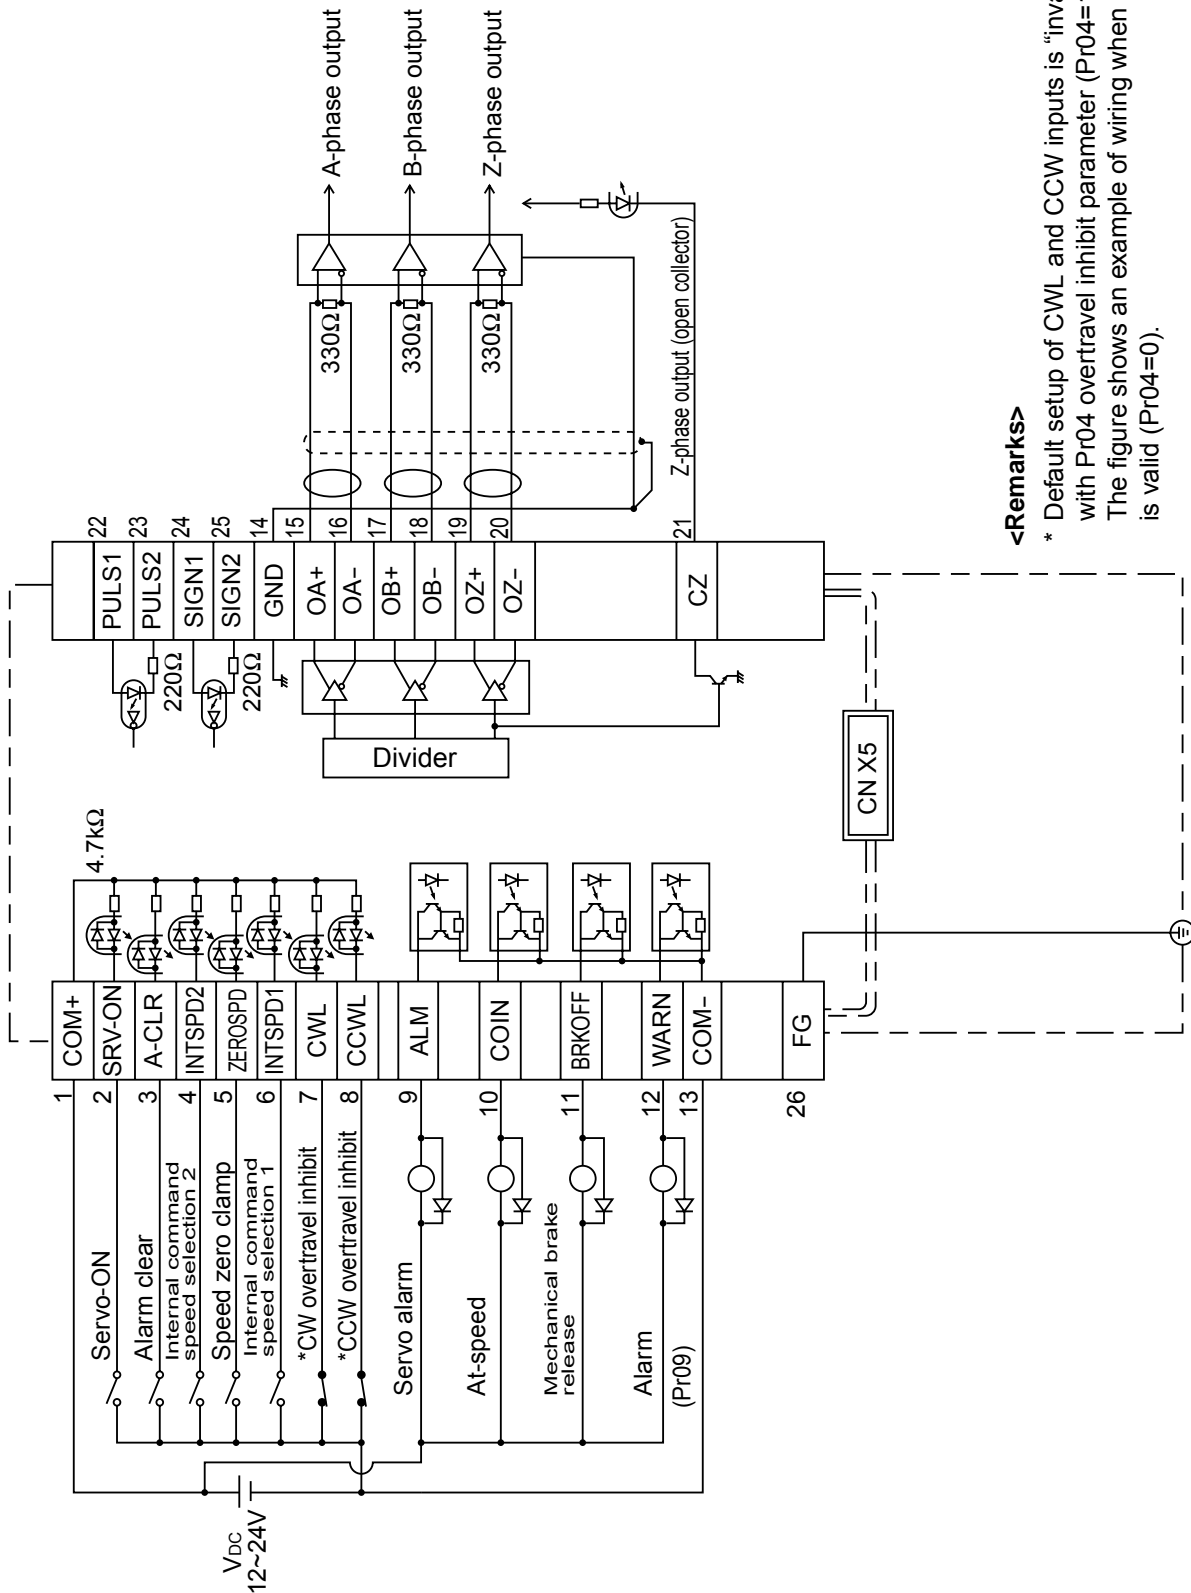 V DC
12~24V
Servo-ON
Alarm clear
Internal command
speed selection 2
Speed zero clamp
Internal command
speed selection 1
*CW overtravel inhibit
*CCW overtravel inhibit
Servo alarm
At-speed
Mechanical brake
release
Alarm
(Pr09)
1
2
3
4
5
6
7
8
9
10
11
12
13
26
COM+
SRV-ON
A-CLR
INTSPD2
ZEROSPD
INTSPD1
CWL
CCWL
ALM
COIN
BRKOFF
WARN
COM−
FG
4.7kΩ
CN X5
Divider
220Ω
220Ω
PULS1
PULS2
SIGN1
SIGN2
GND
OA+
OA−
OB+
OB−
OZ+
OZ−
CZ
22
23
24
25
14
15
16
17
18
19
20
21
330Ω
330Ω
330Ω
Z-phase output (open collector)
A-phase output
B-phase output
Z-phase output
<Remarks>
* Default setup of CWL and CCW inputs is “inva
with Pr04 overtravel inhibit parameter (Pr04=
The figure shows an example of wiring when
is valid (Pr04=0).